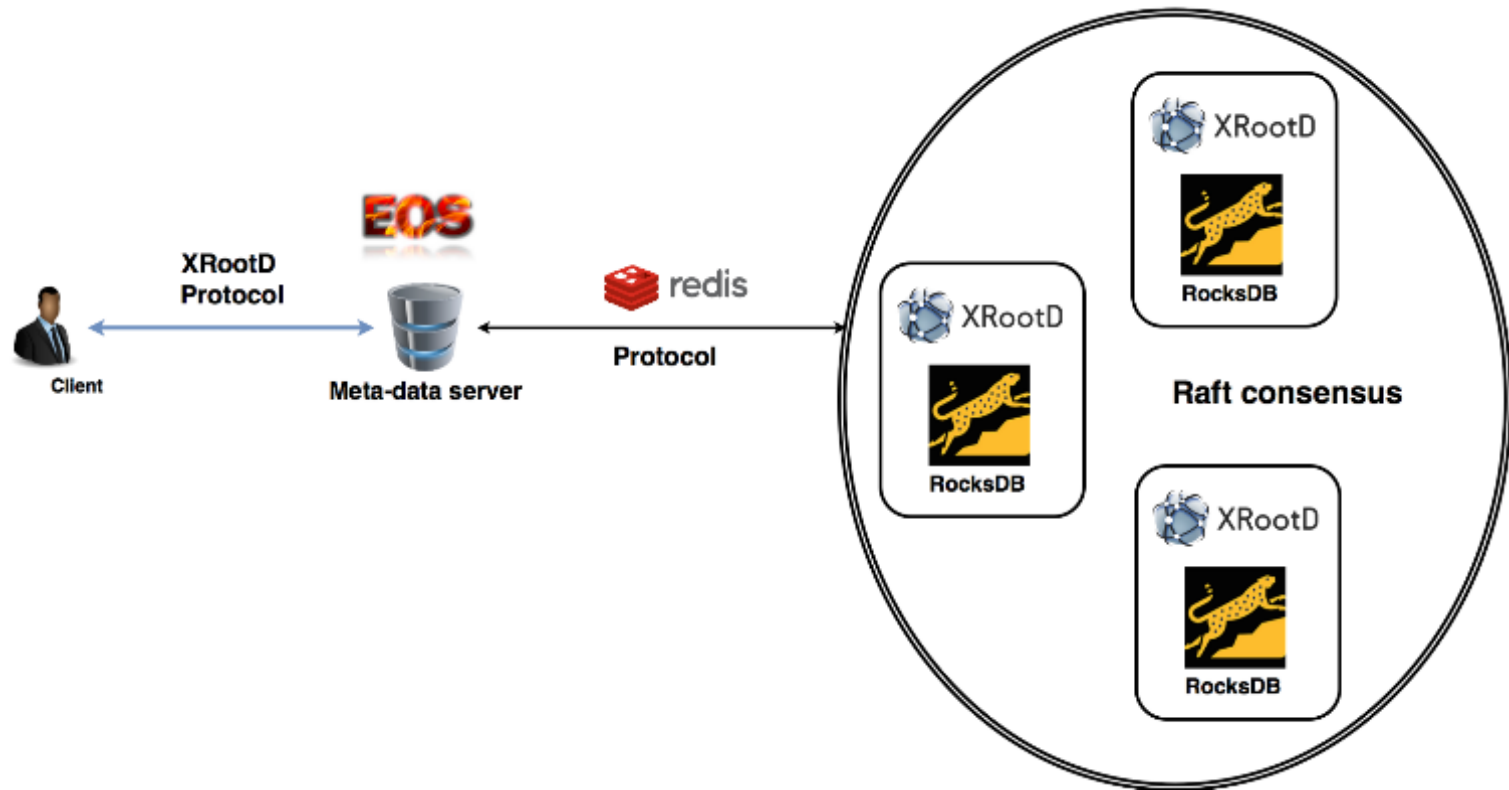 EOS
XRootD
Protocol
Client
Meta-data server
redis
Protocol
XRootD
RocksDB
XRootD
RocksDB
Raft consensus
XRootD
RocksDB